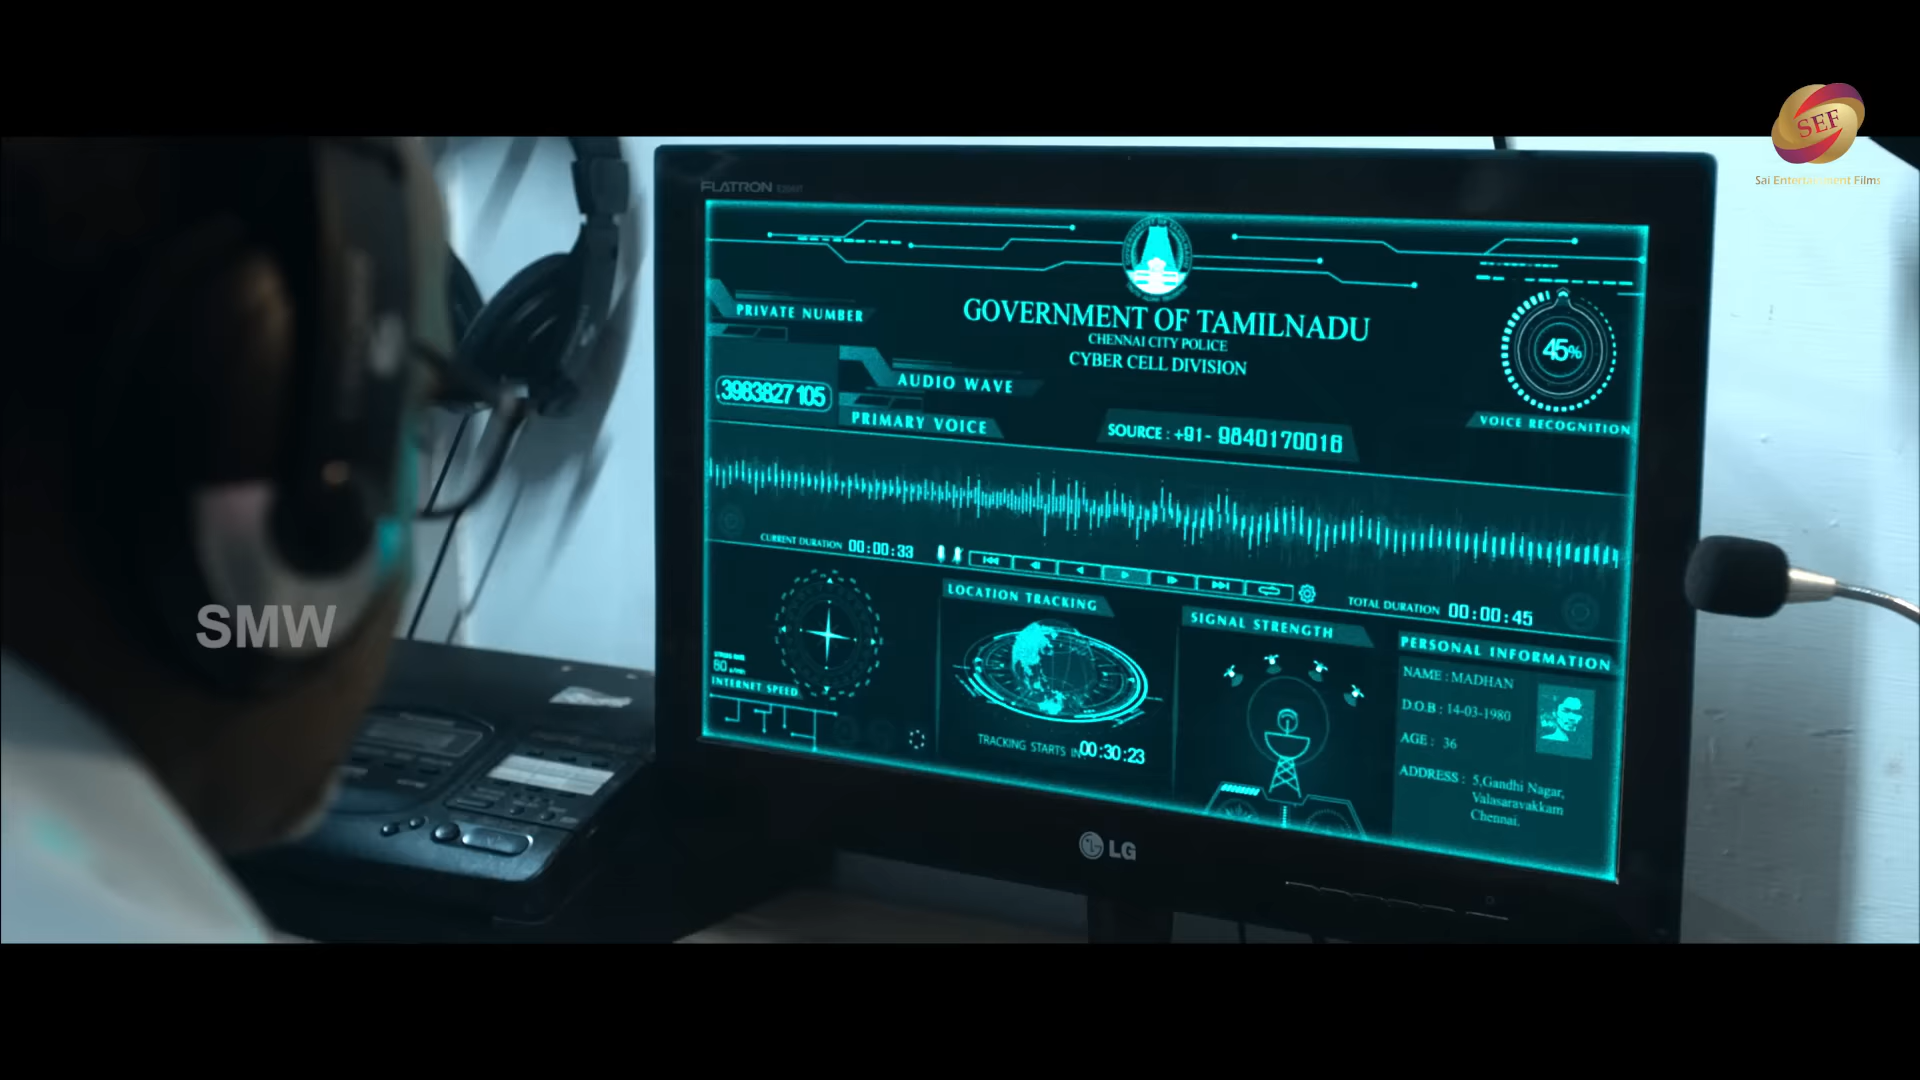 SEF
Sai Entertainment Films
FLATRON
GOVERNMENT OF TAMILNADU
CHENNAI CITY POLICE
CYBER CELL DIVISION
PRIVATE NUMBER
.3983827 105
AUDIO WAVE
PRIMARY VOICE
SOURCE : +91- 9840170016
45%
VOICE RECOGNITION
CURRENT DURATION 00:00:33
TOTAL DURATION 00:00:45
80
INTERNET SPEED
LOCATION TRACKING
TRACKING STARTS IN 00:30:23
SIGNAL STRENGTH
PERSONAL INFORMATION
NAME : MADHAN
D.O.B : 14-03-1980
AGE : 36
ADDRESS : 5,Gandhi Nagar,
Valasaravakkam
Chennai.
LG
SMW